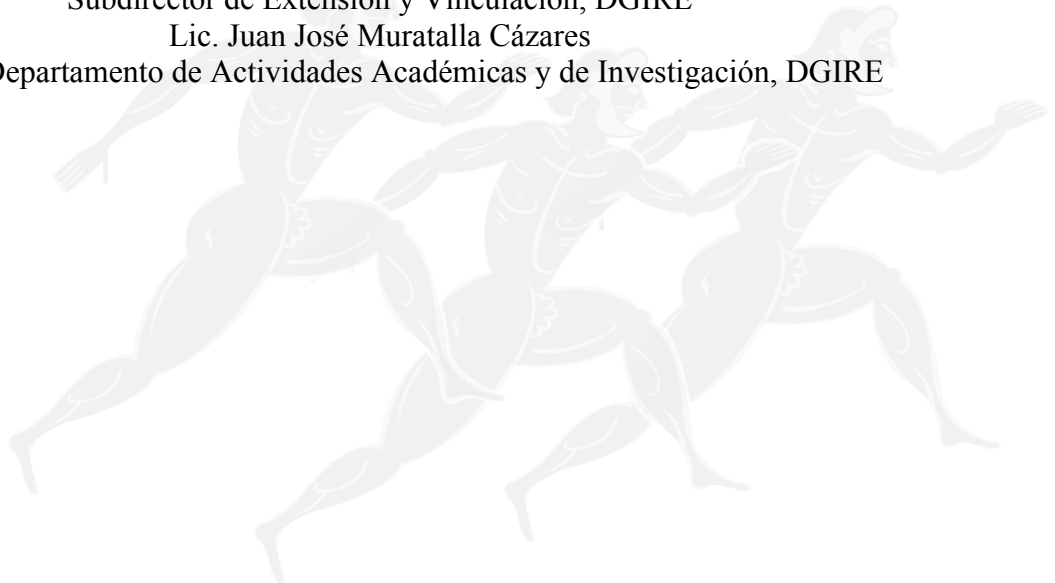 Subdirector de Extensión y Vinculación, DGIRE
Lic. Juan José Muratalla Cázares
Departamento de Actividades Académicas y de Investigación, DGIRE